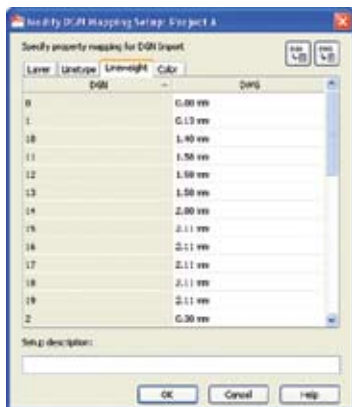 Modify DGN Mapping Setup: Project A
Specify property mapping for DGN Import
Layer Linetype Lineweight Color
DGN DWG
0 0.00 mm
1 0.13 mm
10 1.40 mm
11 1.58 mm
12 1.58 mm
13 1.58 mm
14 2.00 mm
15 2.11 mm
16 2.11 mm
17 2.11 mm
18 2.11 mm
19 2.11 mm
2 0.30 mm
Setup description:
OK Cancel Help